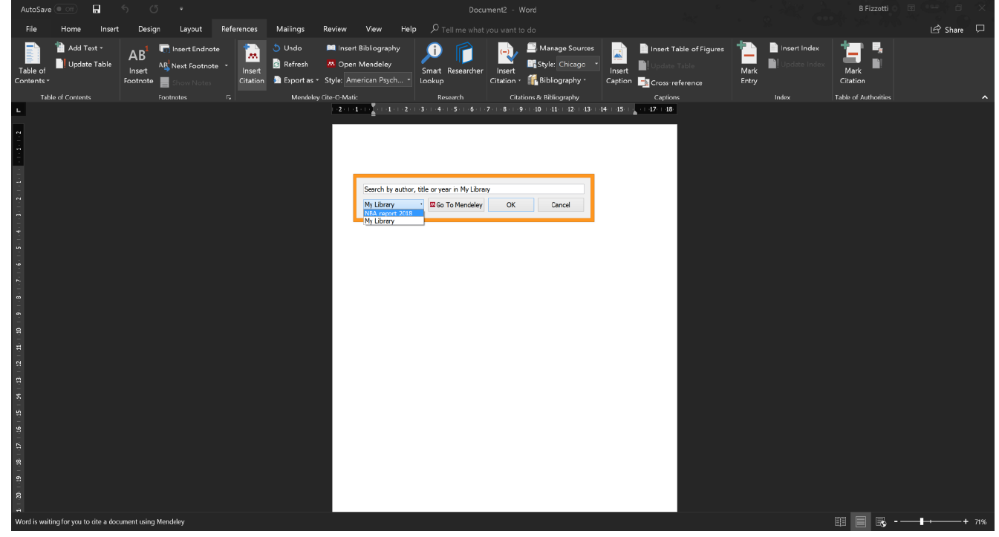 AutoSave Off
Document2 - Word
B Fizzotti
File Home Insert Design Layout References Mailings Review View Help Tell me what you want to do Share
Table of Contents
Add Text
Update Table
Table of Contents
AB1 Insert Footnote
Insert Endnote
AB1 Next Footnote
Show Notes
Footnotes
Insert Citation
Undo
Refresh
Export as
Insert Bibliography
Open Mendeley
Style: American Psych...
Mendeley Cite-O-Matic
Smart Lookup
Researcher
Research
Insert Citation
Manage Sources
Style: Chicago
Bibliography
Citations & Bibliography
Insert Caption
Insert Table of Figures
Update Table
Cross-reference
Captions
Mark Entry
Insert Index
Update Index
Index
Mark Citation
Table of Authorities
2 1 1 2 3 4 5 6 7 8 9 10 11 12 13 14 15 17 18
Search by author, title or year in My Library
My Library Go To Mendeley OK Cancel
NBA report 2018
My Library
2
1
1
2
3
4
5
6
7
8
9
10
11
12
13
14
15
16
17
18
19
20
Word is waiting for you to cite a document using Mendeley
71%